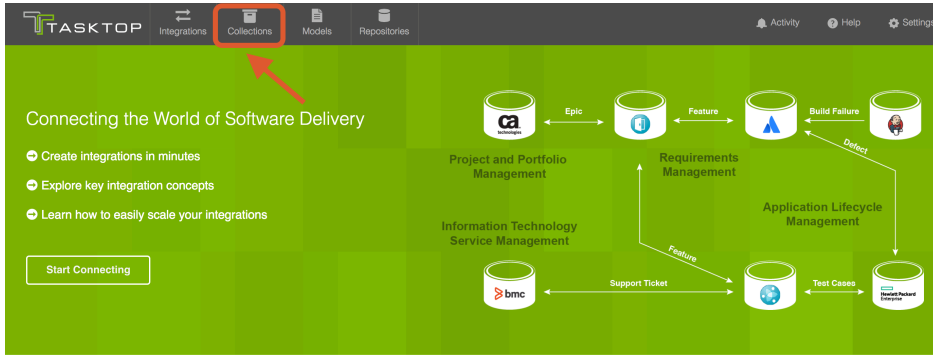 TASKTOP
Integrations
Collections
Models
Repositories
Activity
Help
Settings
Connecting the World of Software Delivery
Create integrations in minutes
Explore key integration concepts
Learn how to easily scale your integrations
Start Connecting
ca
technologies
Epic
Feature
Build Failure
Defect
Project and Portfolio
Management
Requirements
Management
Application Lifecycle
Management
Information Technology
Service Management
Feature
bmc
Support Ticket
Test Cases
Hewlett Packard
Enterprise